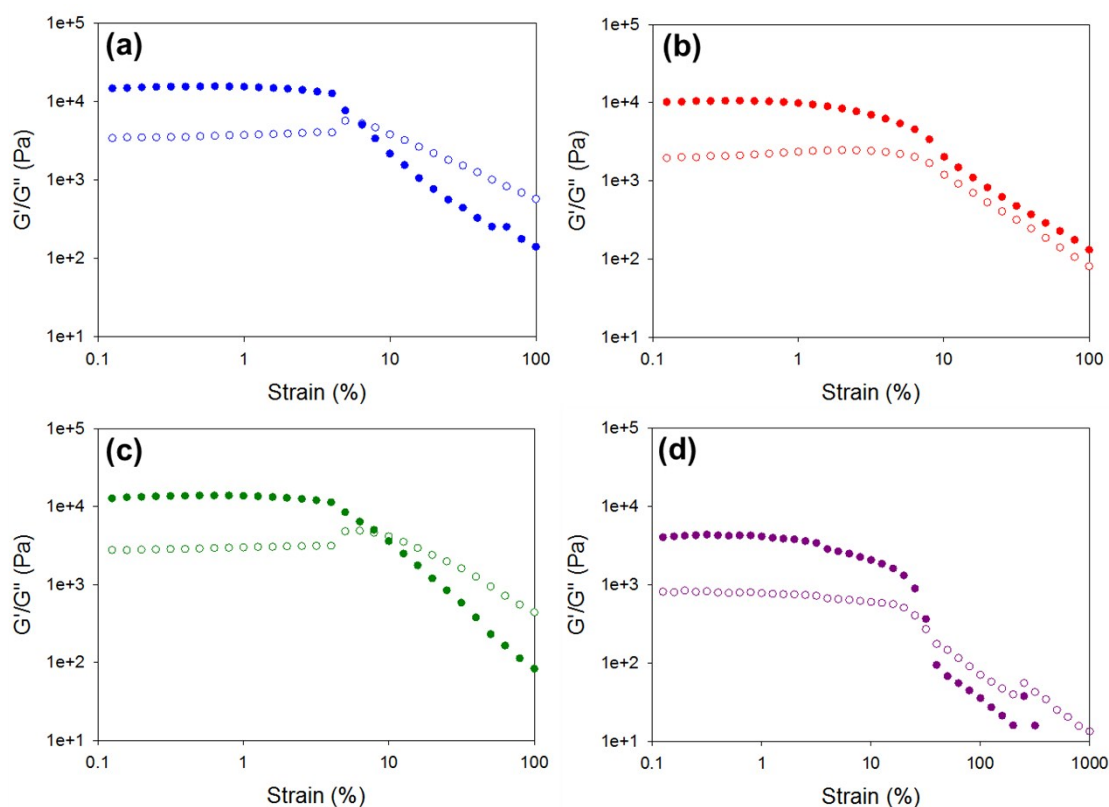 (a)
1e+5
1e+4
1e+3
1e+2
1e+1
G'/G" (Pa)
0.1 1 10 100
Strain (%)
(b)
1e+5
1e+4
1e+3
1e+2
1e+1
G'/G" (Pa)
0.1 1 10 100
Strain (%)
(c)
1e+5
1e+4
1e+3
1e+2
1e+1
G'/G" (Pa)
0.1 1 10 100
Strain (%)
(d)
1e+5
1e+4
1e+3
1e+2
1e+1
G'/G" (Pa)
0.1 1 10 100 1000
Strain (%)